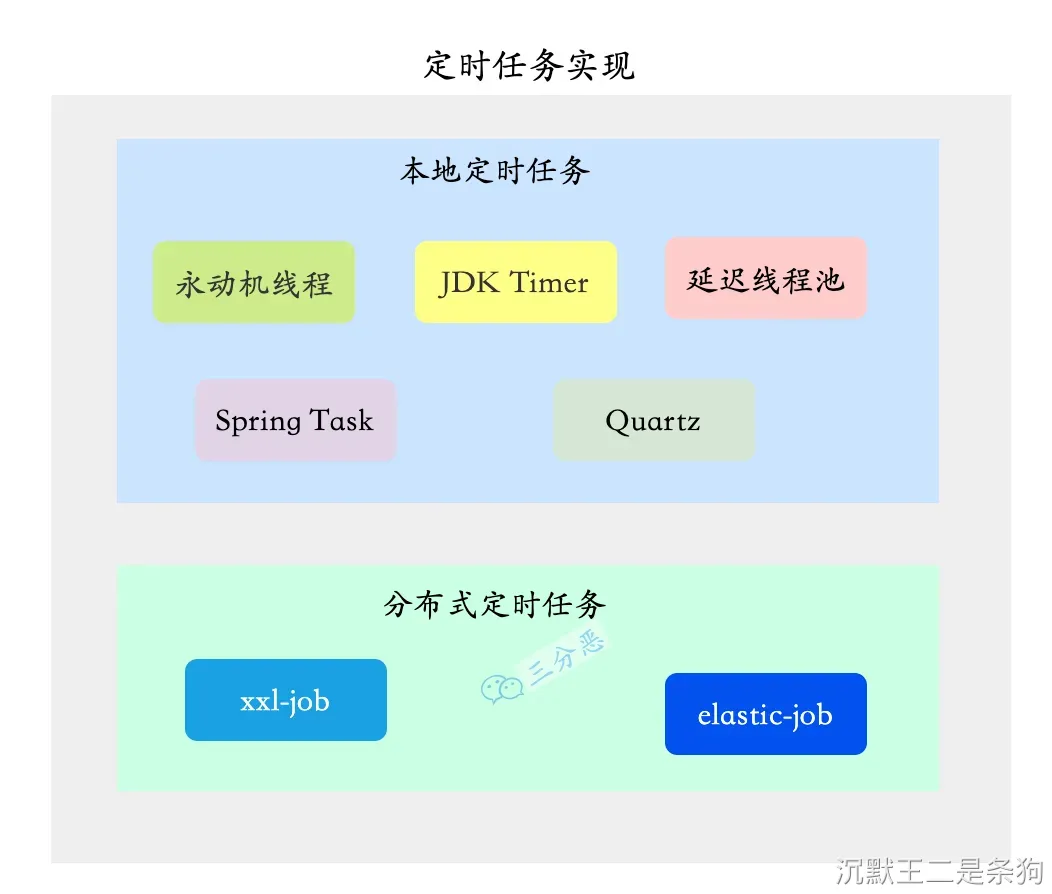 定时任务实现
本地定时任务
永动机线程
JDK Timer
延迟线程池
Spring Task
Quartz
分布式定时任务
三分恶
xxl-job
elastic-job
沉默王二是条狗